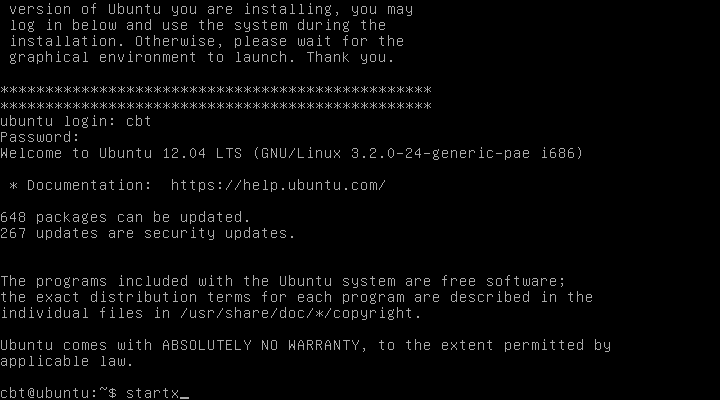 version of Ubuntu you are installing, you may
log in below and use the system during the
installation. Otherwise, please wait for the
graphical environment to launch. Thank you.
************************************************
************************************************
ubuntu login: cbt
Password:
Welcome to Ubuntu 12.04 LTS (GNU/Linux 3.2.0-24-generic-pae i686)
* Documentation:  https://help.ubuntu.com/
648 packages can be updated.
267 updates are security updates.
The programs included with the Ubuntu system are free software;
the exact distribution terms for each program are described in the
individual files in /usr/share/doc/*/copyright.
Ubuntu comes with ABSOLUTELY NO WARRANTY, to the extent permitted by
applicable law.
cbt@ubuntu:~$ startx_